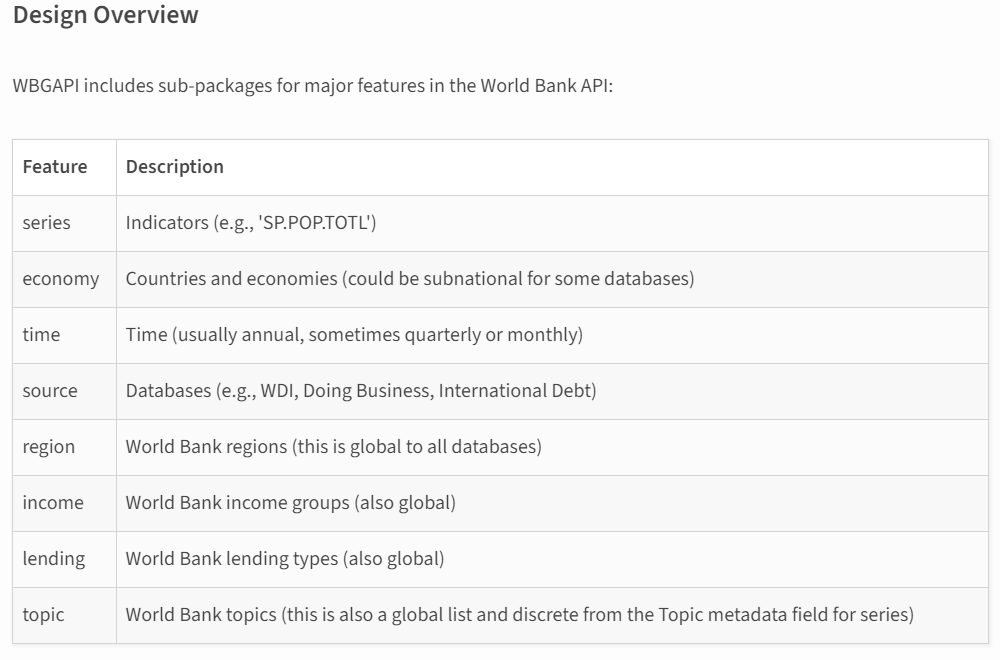 Design Overview
WBGAPI includes sub-packages for major features in the World Bank API:
Feature Description
series Indicators (e.g., 'SP.POP.TOTL')
economy Countries and economies (could be subnational for some databases)
time Time (usually annual, sometimes quarterly or monthly)
source Databases (e.g., WDI, Doing Business, International Debt)
region World Bank regions (this is global to all databases)
income World Bank income groups (also global)
lending World Bank lending types (also global)
topic World Bank topics (this is also a global list and discrete from the Topic metadata field for series)